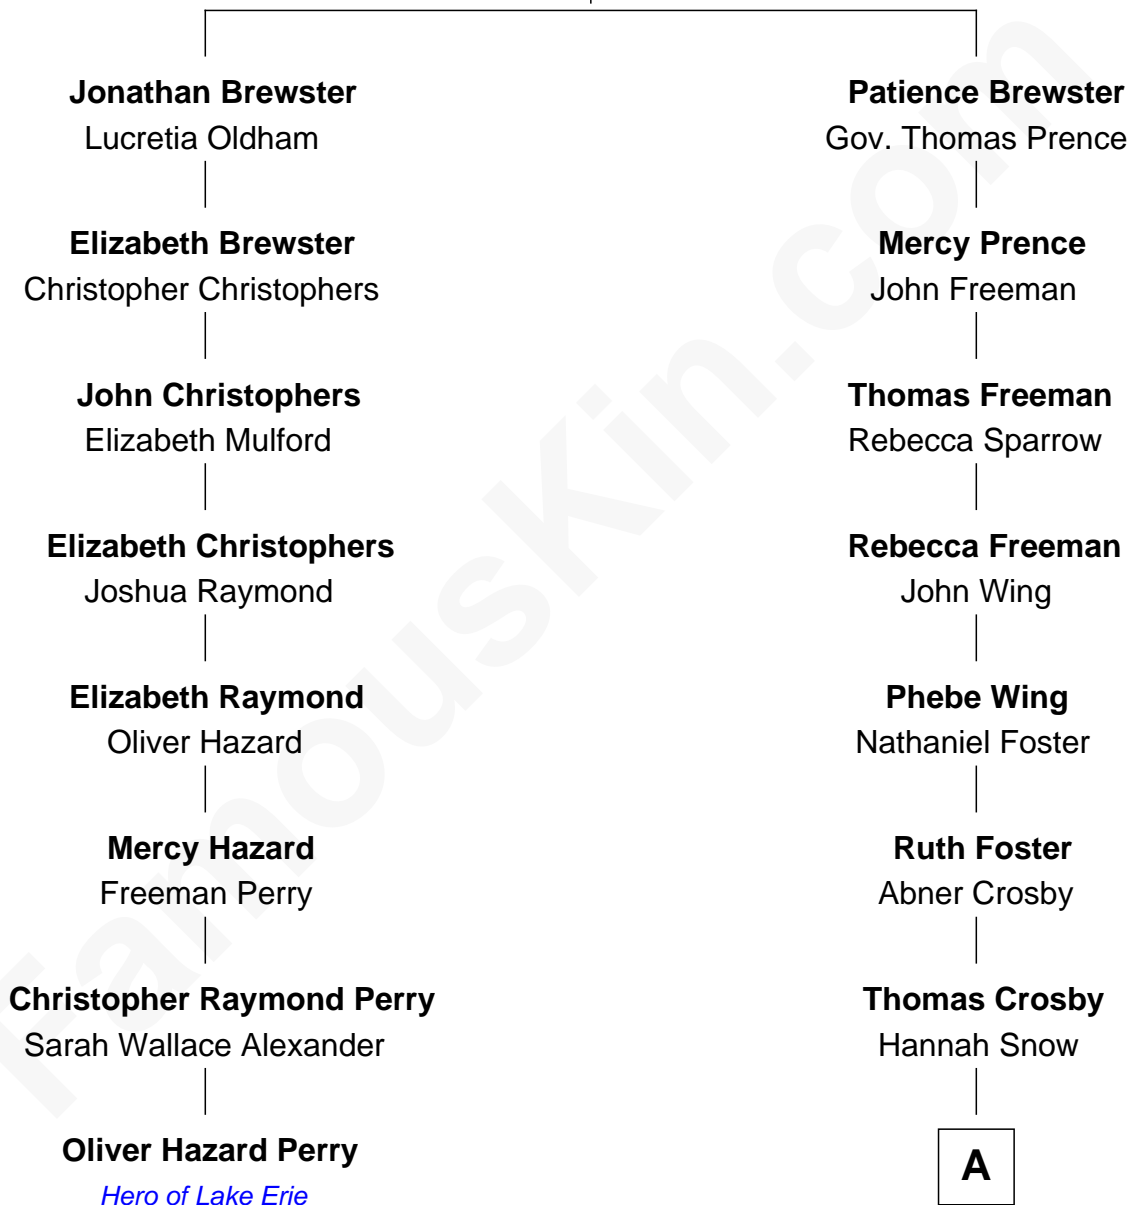 Jonathan Brewster
Lucretia Oldham
Patience Brewster
Gov. Thomas Prence
Elizabeth Brewster
Christopher Christophers
Mercy Prence
John Freeman
John Christophers
Elizabeth Mulford
Thomas Freeman
Rebecca Sparrow
Elizabeth Christophers
Joshua Raymond
Rebecca Freeman
John Wing
Elizabeth Raymond
Oliver Hazard
Phebe Wing
Nathaniel Foster
Mercy Hazard
Freeman Perry
Ruth Foster
Abner Crosby
Christopher Raymond Perry
Sarah Wallace Alexander
Thomas Crosby
Hannah Snow
Oliver Hazard Perry
Hero of Lake Erie
A
FamousKin.com